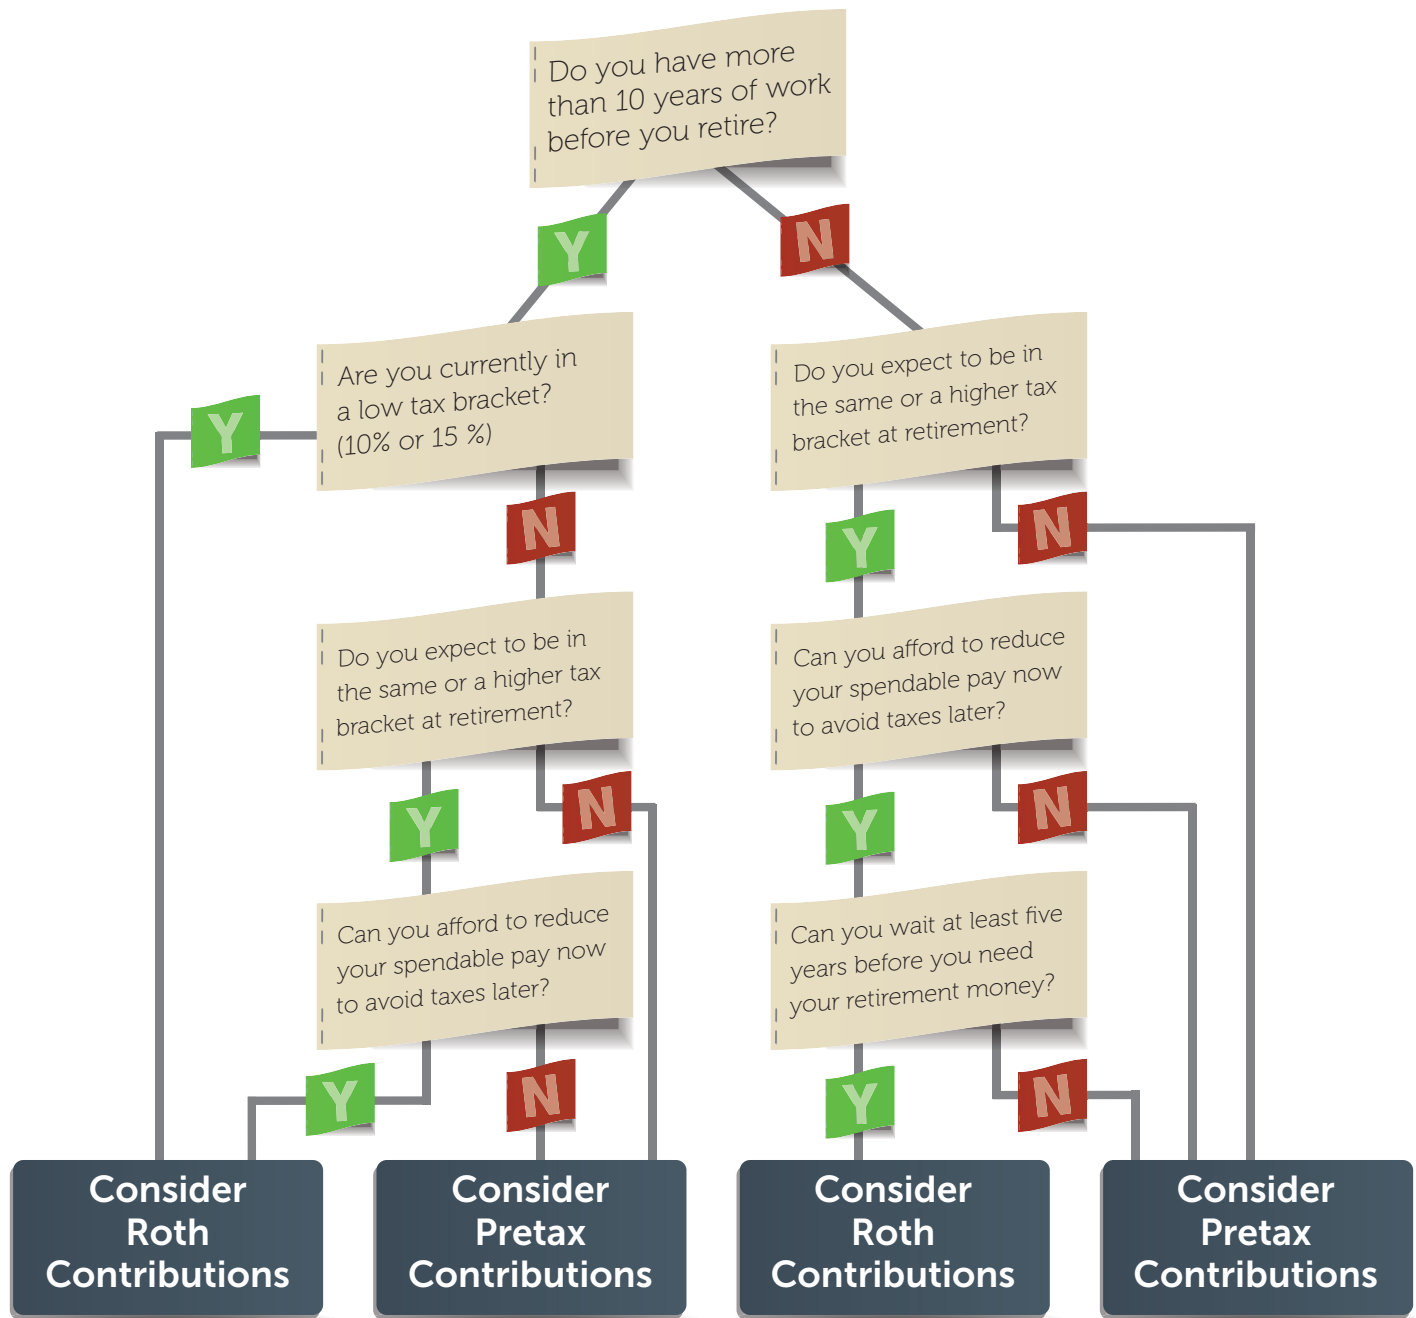 Do you have more
than 10 years of work
before you retire?
Y
N
Are you currently in
a low tax bracket?
(10% or 15 %)
Do you expect to be in
the same or a higher tax
bracket at retirement?
Y
N
Y
N
Do you expect to be in
the same or a higher tax
bracket at retirement?
Can you afford to reduce
your spendable pay now
to avoid taxes later?
Y
N
Y
N
Can you afford to reduce
your spendable pay now
to avoid taxes later?
Can you wait at least five
years before you need
your retirement money?
Y
N
Y
N
Consider
Roth
Contributions
Consider
Pretax
Contributions
Consider
Roth
Contributions
Consider
Pretax
Contributions